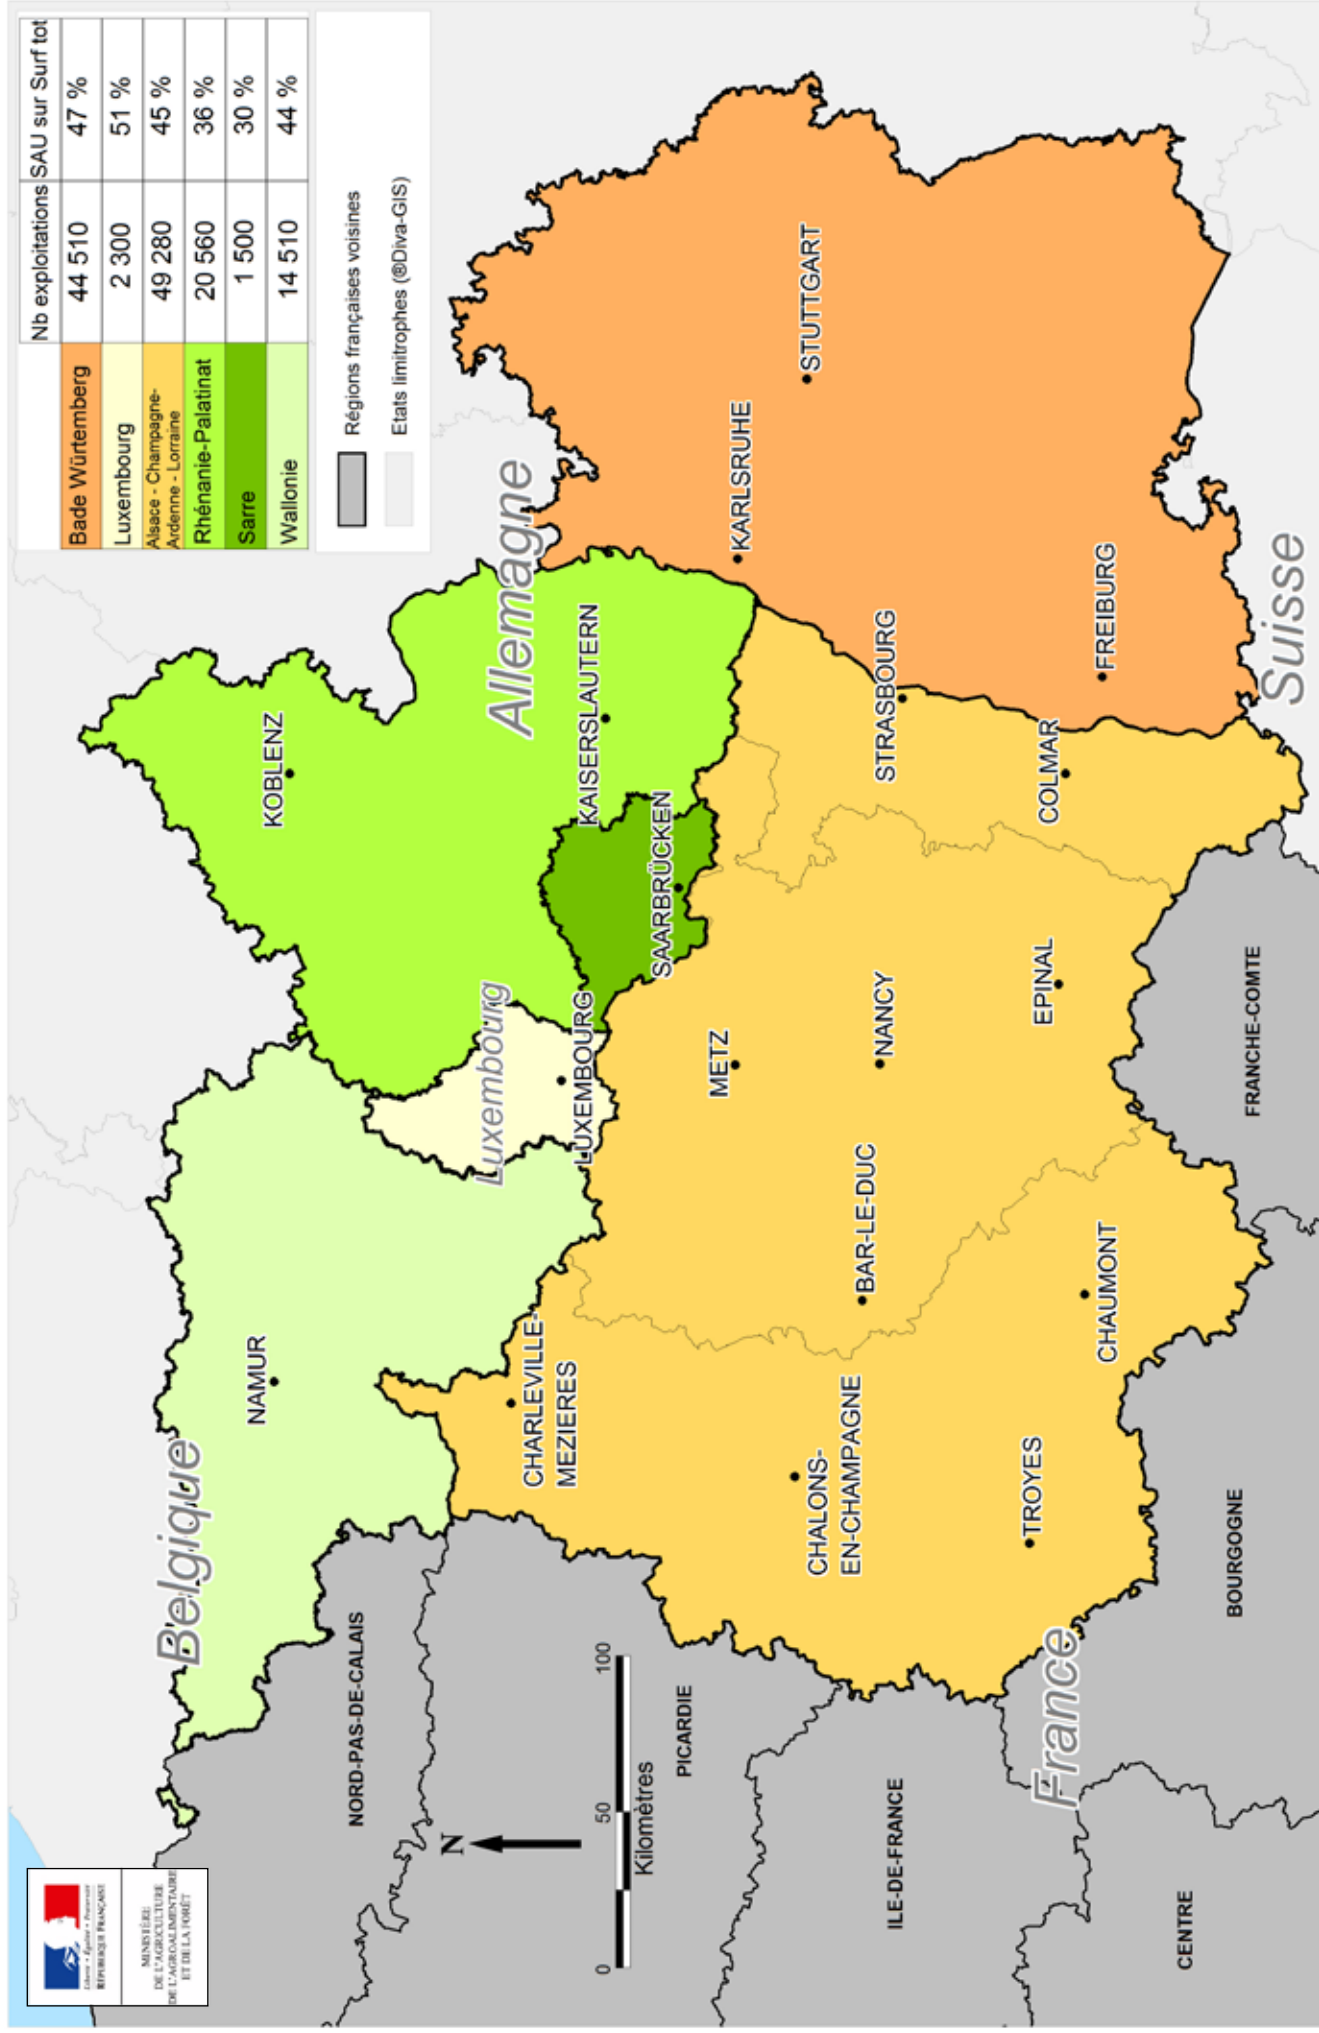 Liberté • Égalité • Fraternité
RÉPUBLIQUE FRANÇAISE
MINISTÈRE
DE L'AGRICULTURE
DE L'AGROALIMENTAIRE
ET DE LA FORÊT
Nb exploitations SAU sur Surf tot
Bade Würtemberg 44 510 47 %
Luxembourg 2 300 51 %
Alsace - Champagne-
Ardenne - Lorraine 49 280 45 %
Rhénanie-Palatinat 20 560 36 %
Sarre 1 500 30 %
Wallonie 14 510 44 %
Régions françaises voisines
Etats limitrophes (®Diva-GIS)
Belgique
NAMUR
KOBLENZ
NORD-PAS-DE-CALAIS
N
Luxembourg
LUXEMBOURG
Allemagne
KAISERSLAUTERN
SAARBRÜCKEN
CHARLEVILLE-
MEZIERES
0 50 100
Kilomètres
PICARDIE
METZ
KARLSRUHE
STUTTGART
CHALONS-
EN-CHAMPAGNE
BAR-LE-DUC
NANCY
STRASBOURG
ILE-DE-FRANCE
TROYES
EPINAL
COLMAR
FREIBURG
France
CHAUMONT
CENTRE
BOURGOGNE
FRANCHE-COMTE
Suisse